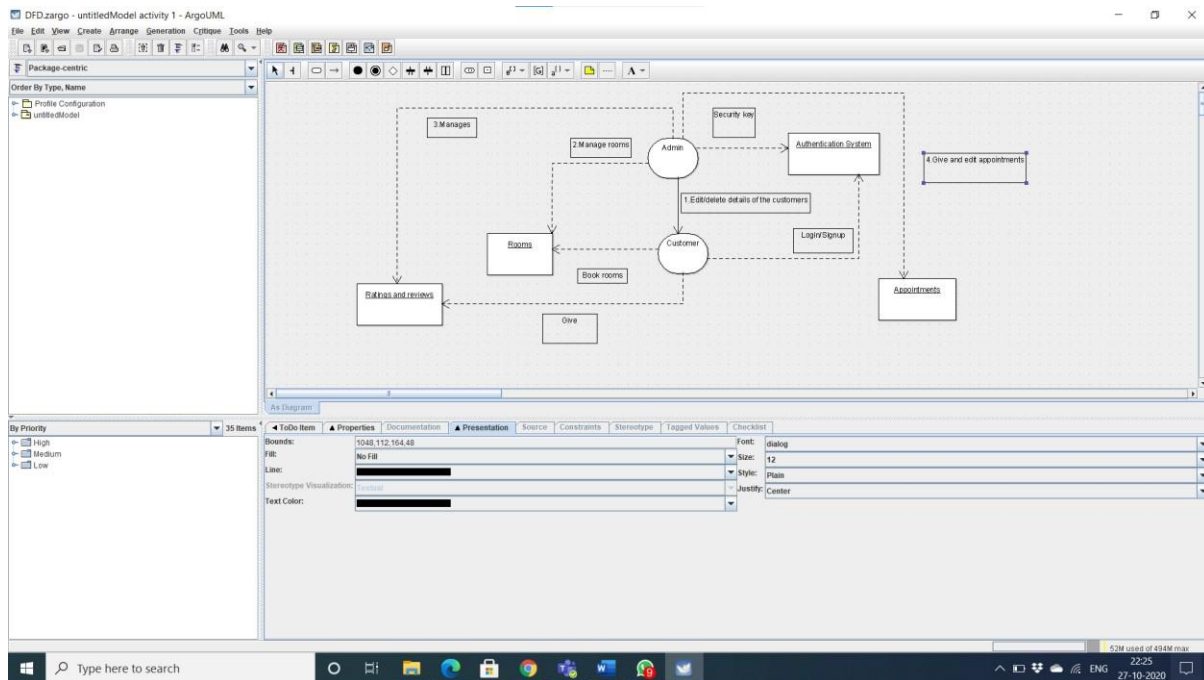 DFD.zargo - untitledModel activity 1 - ArgoUML
File Edit View Create Arrange Generation Critique Tools Help
Package-centric
Order By Type, Name
Profile Configuration
untitledModel
A
3.Manages
2.Manage rooms
Admin
Security key
Authentication System
4.Give and edit appointments
1.Edit/delete details of the customers
Rooms
Customer
Login/Signup
Book rooms
Ratings and reviews
Appointments
Give
As Diagram
By Priority
35 Items
High
Medium
Low
ToDo Item Properties Documentation Presentation Source Constraints Stereotype Tagged Values Checklist
Bounds: 1048,112,164,48
Fill: No Fill
Line:
Stereotype Visualization: Textual
Text Color:
Font: dialog
Size: 12
Style: Plain
Justify: Center
52M used of 494M max
Type here to search
9
ENG
22:25
27-10-2020